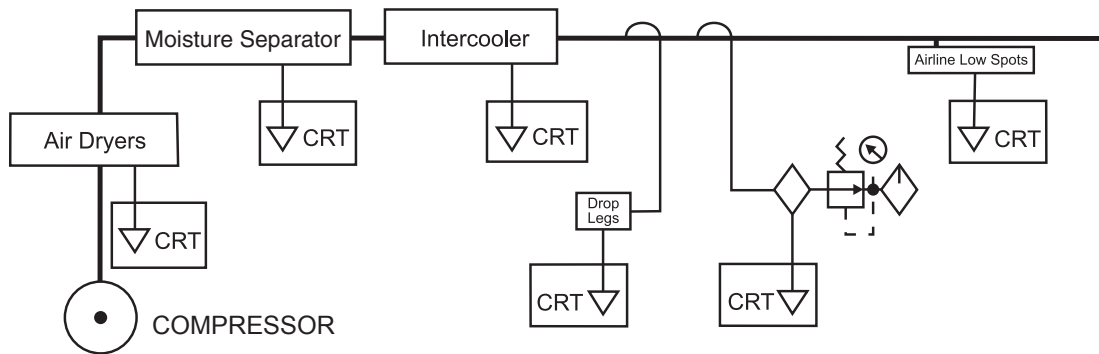 Moisture Separator
Intercooler
Airline Low Spots
CRT
CRT
CRT
Air Dryers
Drop
Legs
CRT
CRT
CRT
COMPRESSOR